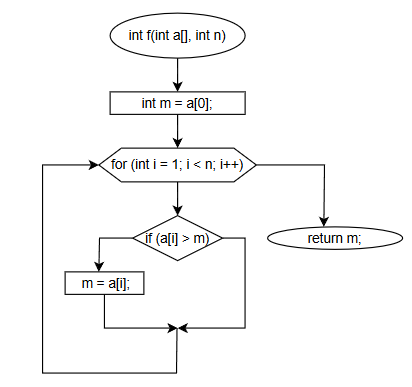 int f(int a[], int n)
int m = a[0];
for (int i = 1; i < n; i++)
if (a[i] > m)
return m;
m = a[i];